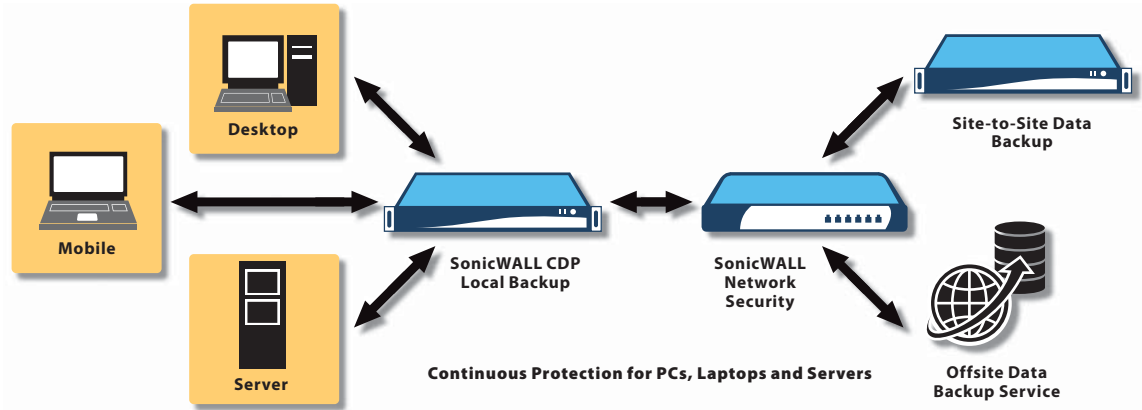 Desktop
Mobile
Server
SonicWALL CDP
Local Backup
SonicWALL
Network
Security
Site-to-Site Data
Backup
Offsite Data
Backup Service
Continuous Protection for PCs, Laptops and Servers